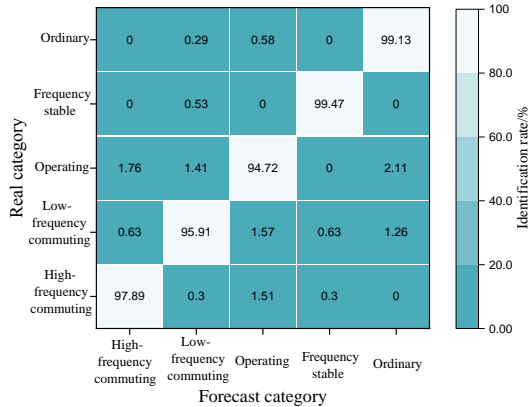 Real category
Ordinary
0 0.29 0.58 0 99.13
Frequency
stable
0 0.53 0 99.47 0
Operating
1.76 1.41 94.72 0 2.11
Low-
frequency
commuting
0.63 95.91 1.57 0.63 1.26
High-
frequency
commuting
97.89 0.3 1.51 0.3 0
High-
frequency
commuting
Low-
frequency
commuting
Operating
Frequency
stable
Ordinary
Forecast category
100.0
80.0
60.0
40.0
20.0
0.00
Identification rate/%